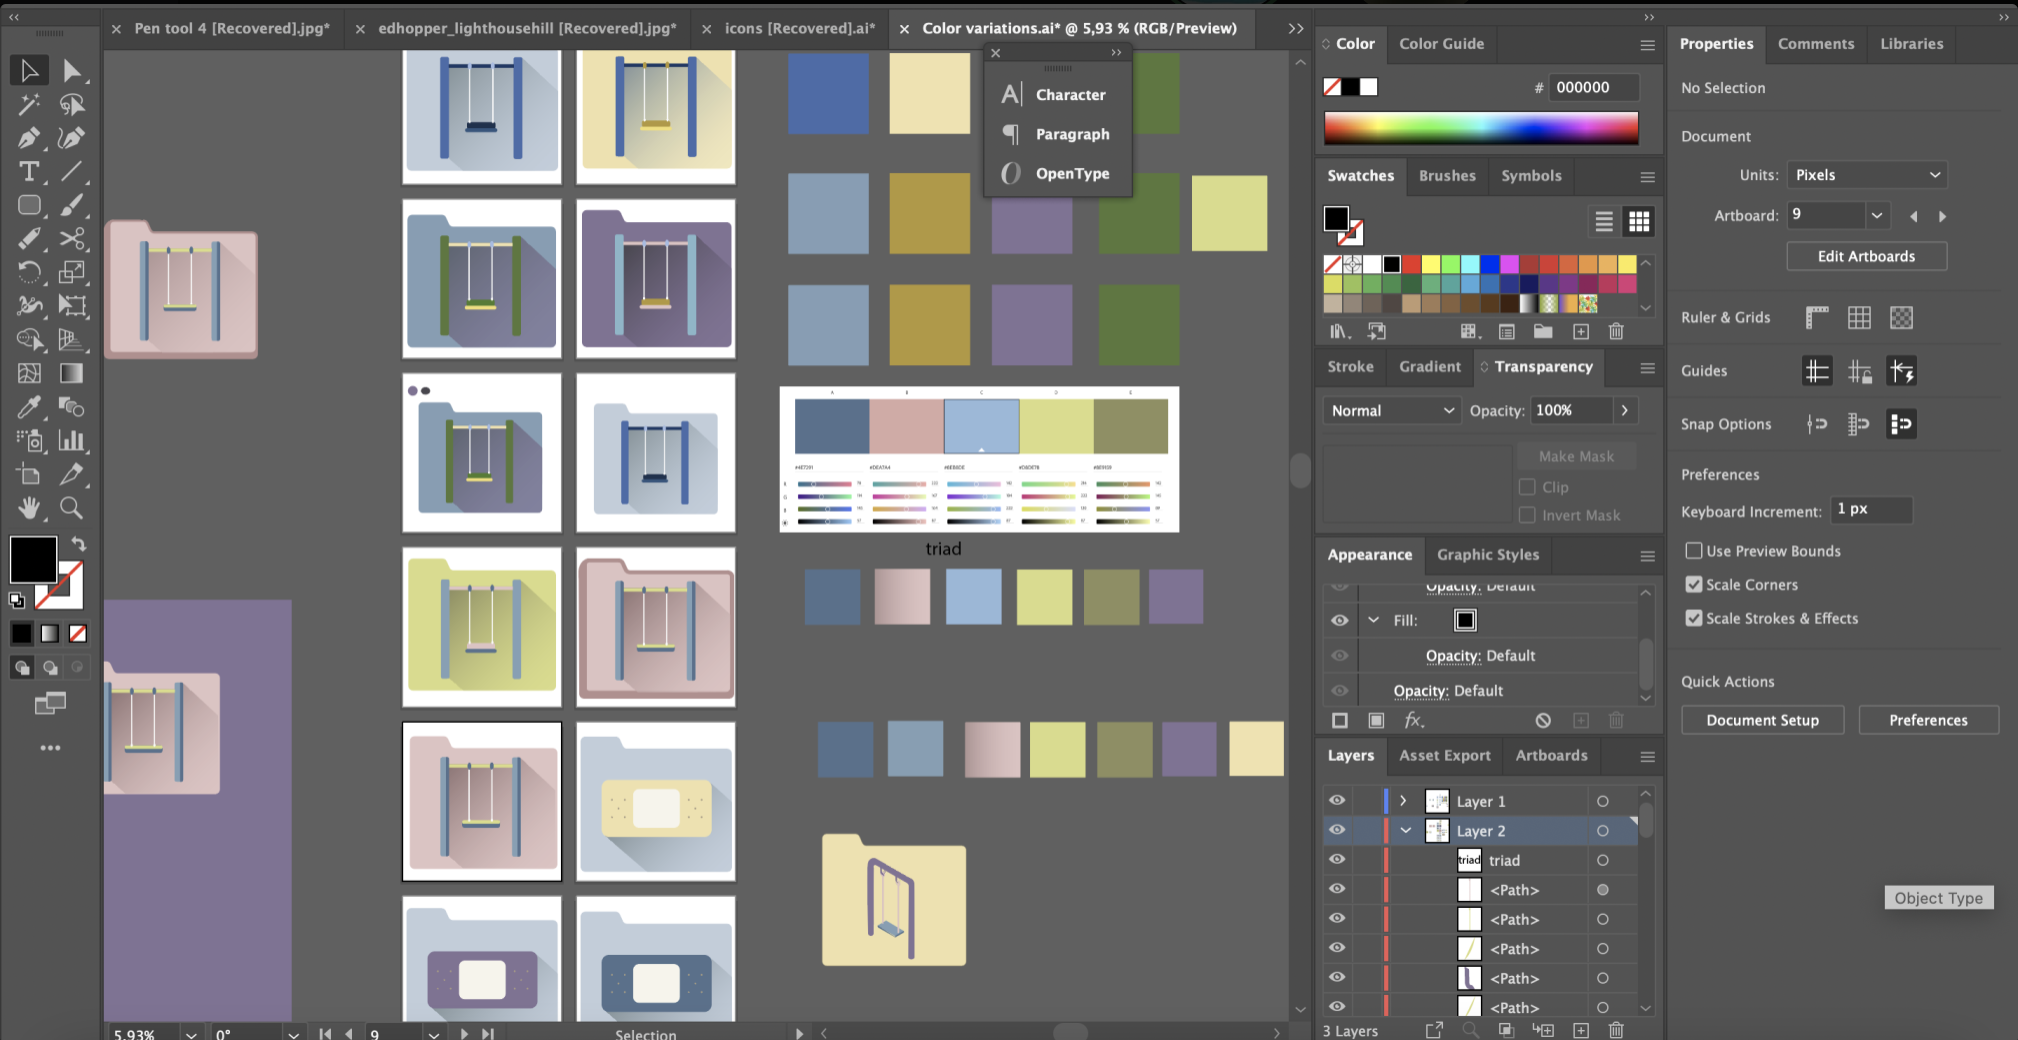 Pen tool 4 [Recovered].jpg*
edhopper_lighthousehill [Recovered].jpg*
icons [Recovered].ai*
Color variations.ai* @ 5,93 % (RGB/Preview)
Character
Paragraph
OpenType
triad
5,93%
0°
9
Selection
Color
Color Guide
# 000000
Swatches
Brushes
Symbols
Stroke
Gradient
Transparency
Normal
Opacity: 100%
Make Mask
Clip
Invert Mask
Appearance
Graphic Styles
Opacity: Default
Fill:
Opacity: Default
Opacity: Default
fx
Layers
Asset Export
Artboards
Layer 1
Layer 2
triad triad
<Path>
<Path>
<Path>
<Path>
<Path>
3 Layers
Properties
Comments
Libraries
No Selection
Document
Units: Pixels
Artboard: 9
Edit Artboards
Ruler & Grids
Guides
Snap Options
Preferences
Keyboard Increment: 1 px
Use Preview Bounds
Scale Corners
Scale Strokes & Effects
Quick Actions
Document Setup
Preferences
Object Type